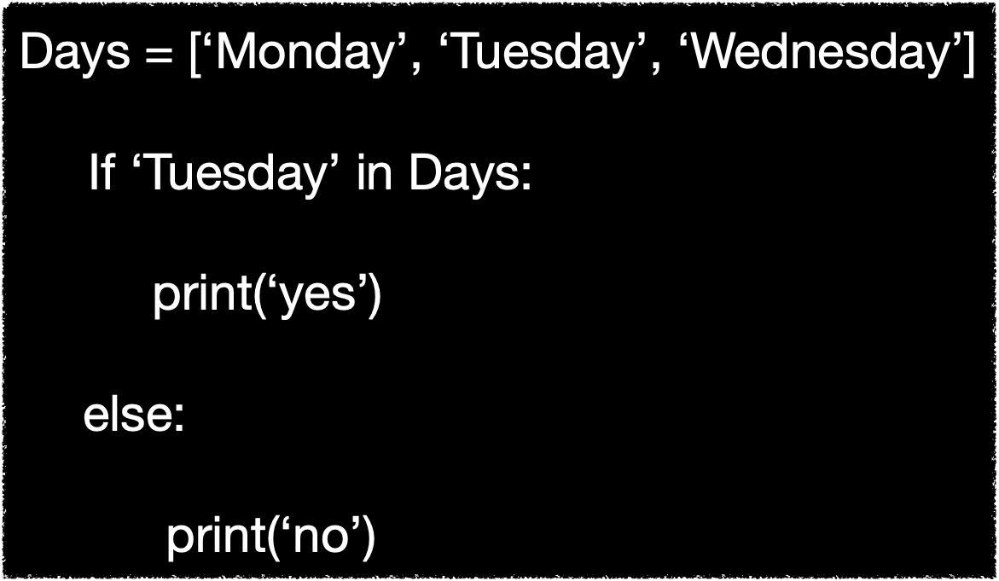 Days = [‘Monday’, ‘Tuesday’, ‘Wednesday’]
If ‘Tuesday’ in Days:
print(‘yes’)
else:
print(‘no’)